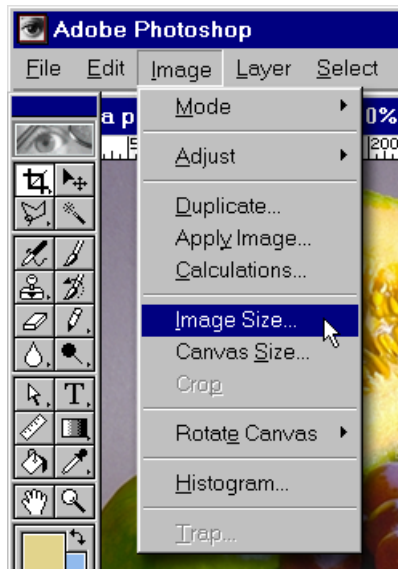 Adobe Photoshop
File Edit Image Layer Select
a p 0%
Mode
Adjust
Duplicate...
Apply Image...
Calculations...
Image Size...
Canvas Size...
Crop
Rotate Canvas
Histogram...
Trap...
T